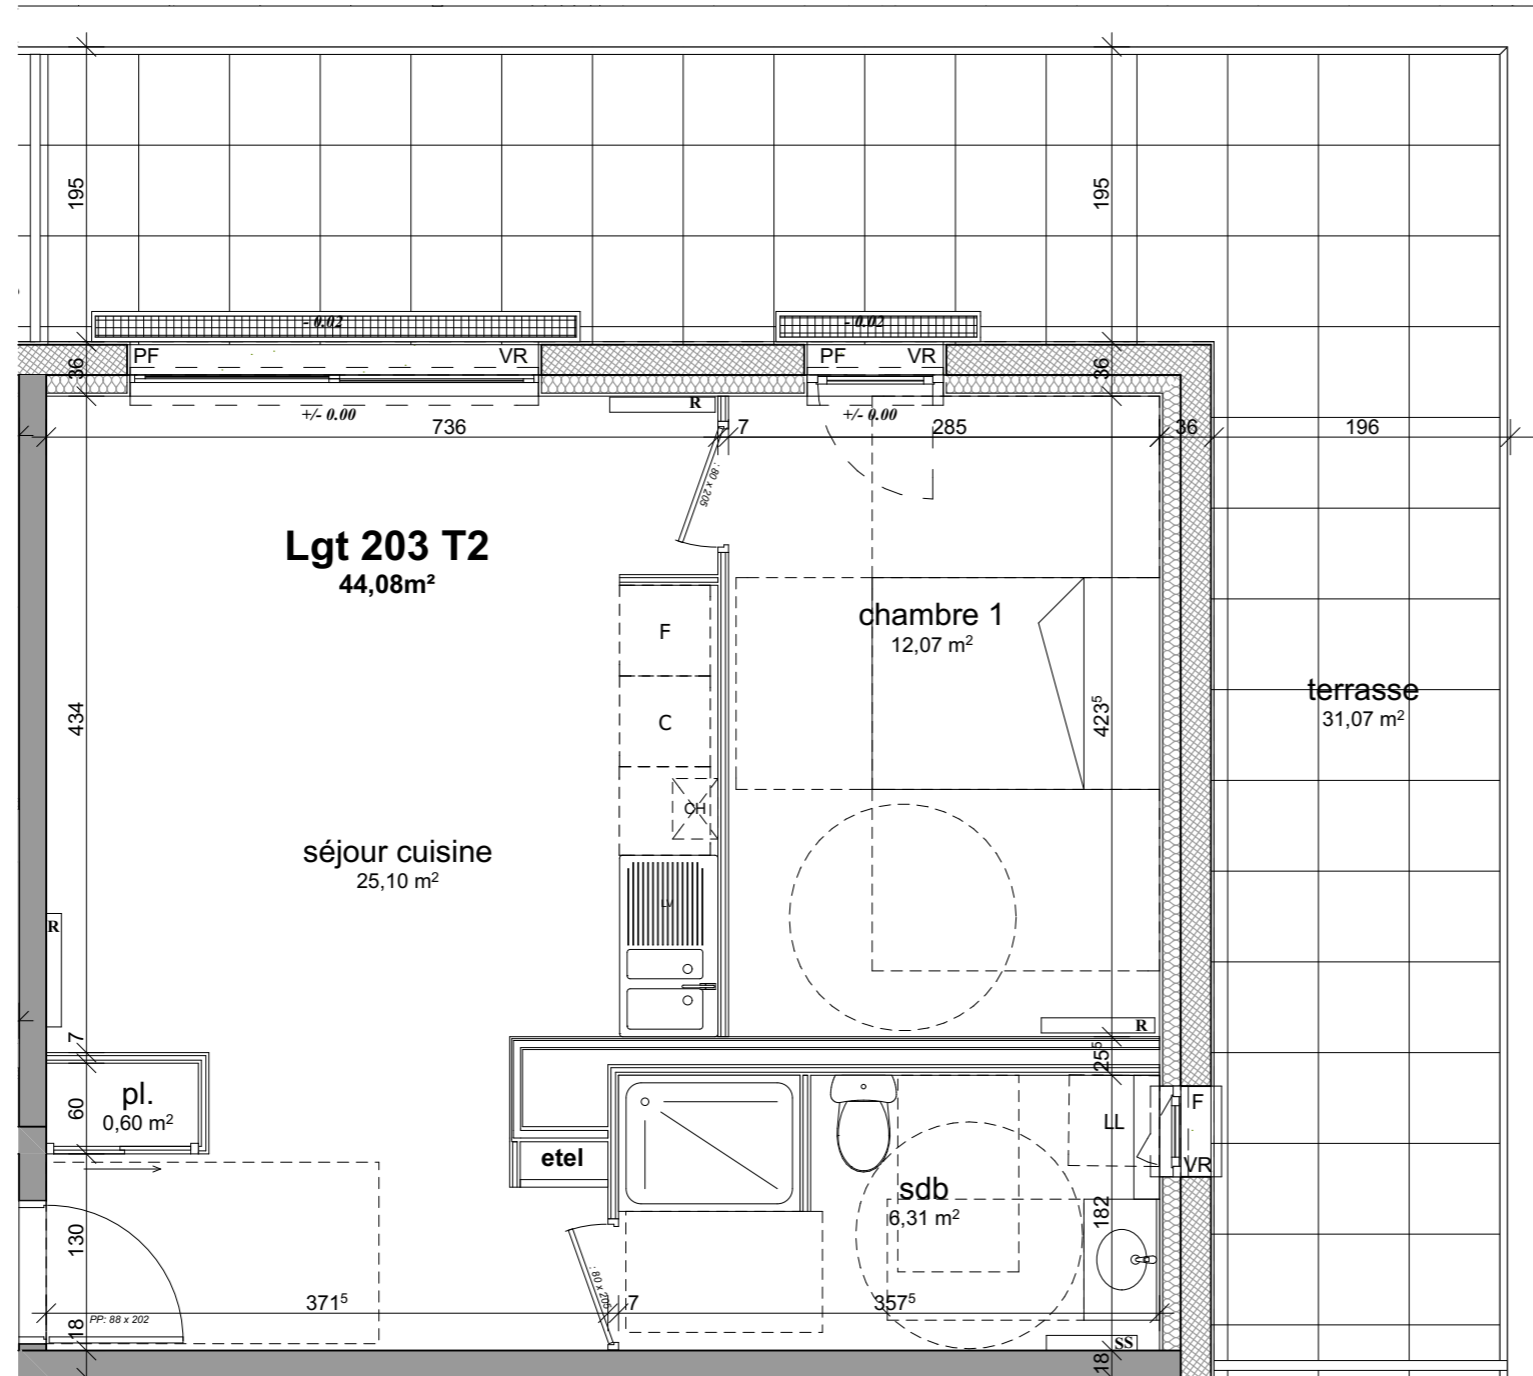 195
195
- 0.02
- 0.02
PF
VR
PF
VR
36
36
+/- 0.00
R
+/- 0.00
736
7
285
36
196
: 80 x 205
Lgt 203 T2
44,08m²
F
chambre 1
12,07 m²
C
434
423⁵
terrasse
31,07 m²
CH
séjour cuisine
25,10 m²
LV
R
R
7
25⁵
pl.
0,60 m²
60
F
LL
etel
VR
sdb
6,31 m²
182
130
: 80 x 205
371⁵
7
357⁵
PP: 88 x 202
18
SS
18